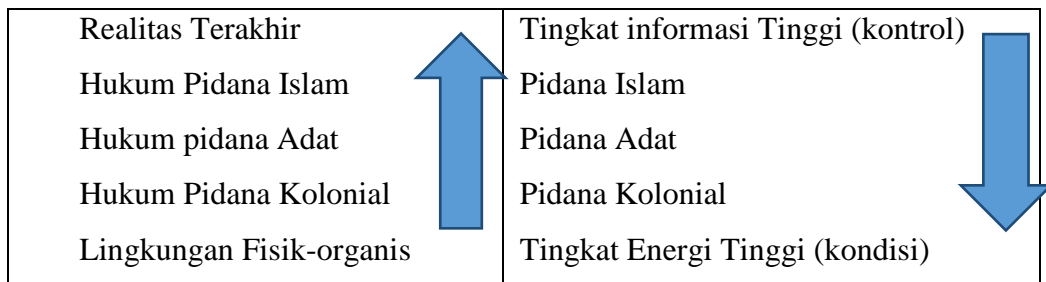 Realitas Terakhir
Hukum Pidana Islam
Hukum pidana Adat
Hukum Pidana Kolonial
Lingkungan Fisik-organis
Tingkat informasi Tinggi (kontrol)
Pidana Islam
Pidana Adat
Pidana Kolonial
Tingkat Energi Tinggi (kondisi)